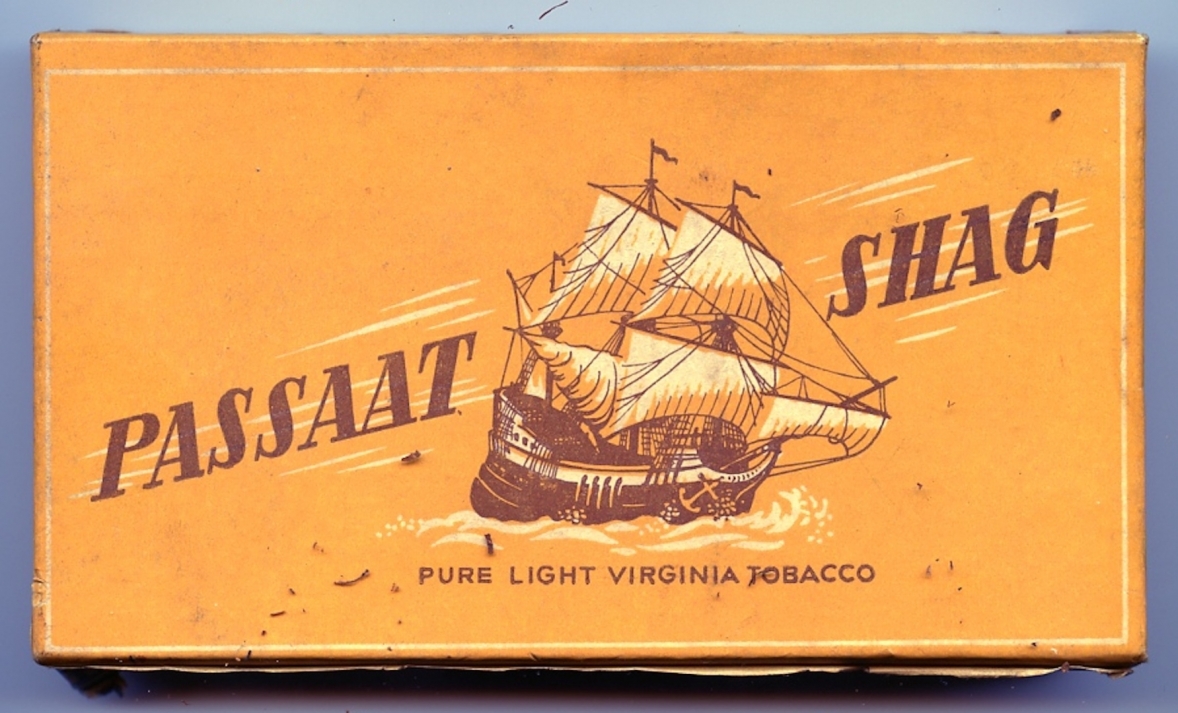 PASSAAT SHAG
PURE LIGHT VIRGINIA TOBACCO